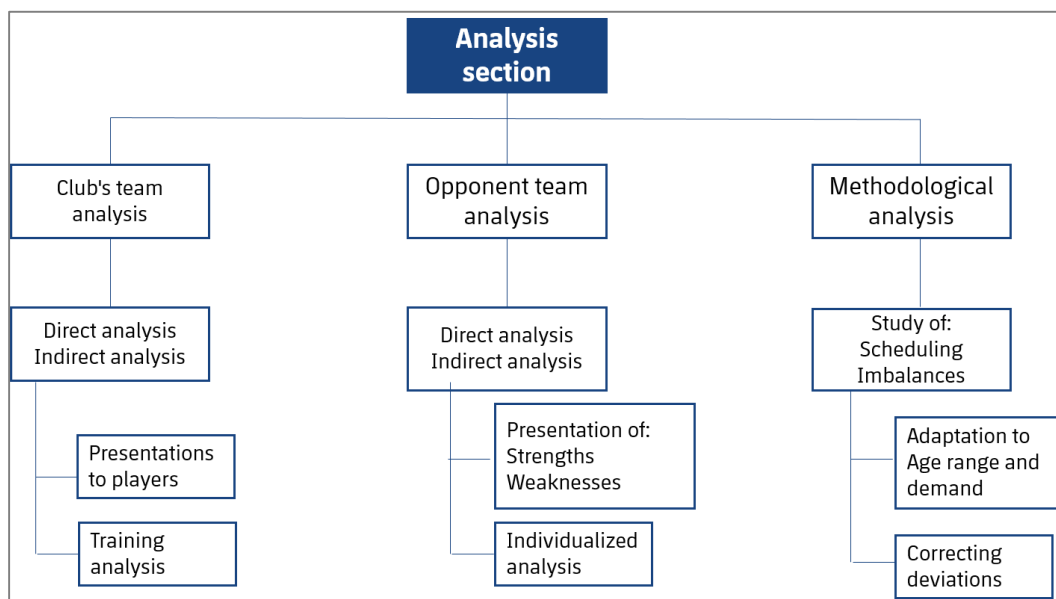 Analysis
section
Club's team
analysis
Opponent team
analysis
Methodological
analysis
Direct analysis
Indirect analysis
Direct analysis
Indirect analysis
Study of:
Scheduling
Imbalances
Presentations
to players
Presentation of:
Strengths
Weaknesses
Adaptation to
Age range and
demand
Training
analysis
Individualized
analysis
Correcting
deviations